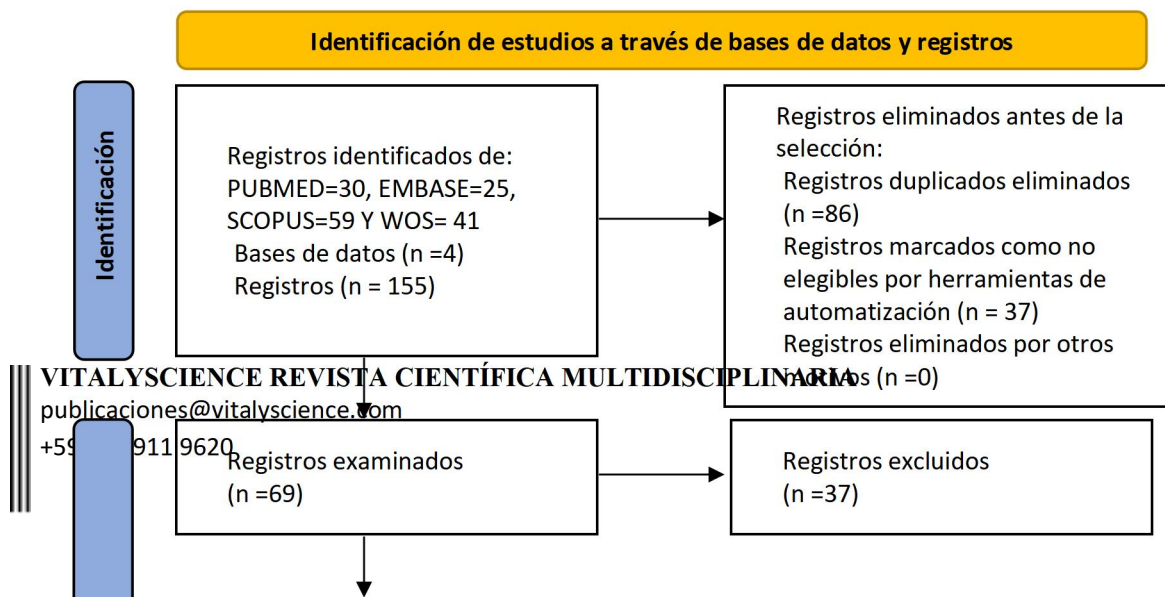 Identificación de estudios a través de bases de datos y registros
Identificación
Registros identificados de:
PUBMED=30, EMBASE=25,
SCOPUS=59 Y WOS= 41
Bases de datos (n =4)
Registros (n = 155)
Registros eliminados antes de la
selección:
Registros duplicados eliminados
(n =86)
Registros marcados como no
elegibles por herramientas de
automatización (n = 37)
Registros eliminados por otros
(n =0)
VITALYSCIENCE REVISTA CIENTÍFICA MULTIDISCIPLINARIA
publicaciones@vitalyscience.com
9620
Registros examinados
(n =69)
Registros excluidos
(n =37)